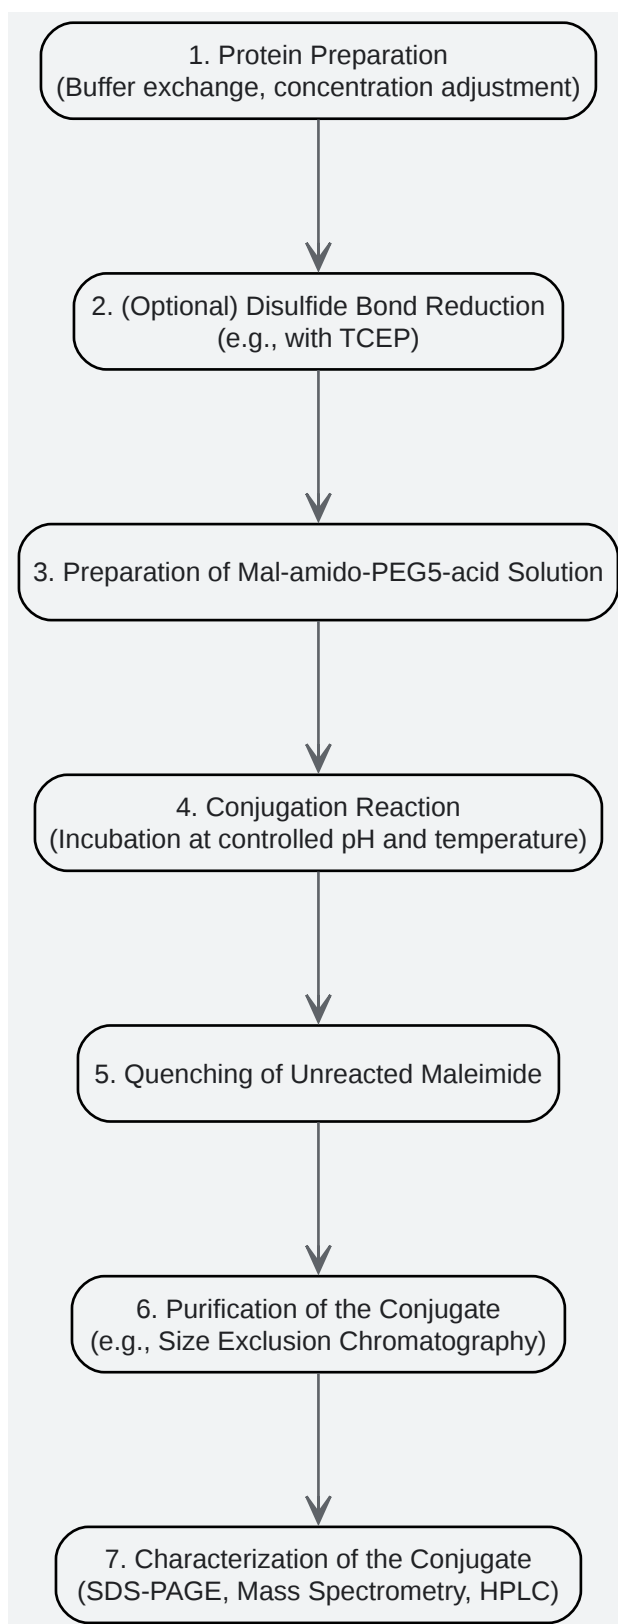 1. Protein Preparation
(Buffer exchange, concentration adjustment)
2. (Optional) Disulfide Bond Reduction
(e.g., with TCEP)
3. Preparation of Mal-amido-PEG5-acid Solution
4. Conjugation Reaction
(Incubation at controlled pH and temperature)
5. Quenching of Unreacted Maleimide
6. Purification of the Conjugate
(e.g., Size Exclusion Chromatography)
7. Characterization of the Conjugate
(SDS-PAGE, Mass Spectrometry, HPLC)